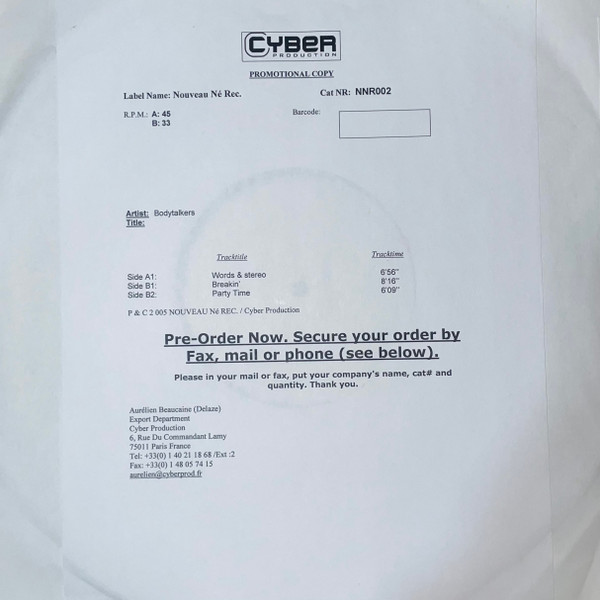 CYBER
PRODUCTION
PROMOTIONAL COPY
Label Name: Nouveau Né Rec. Cat NR: NNR002
R.P.M.: A: 45 Barcode:
B: 33
Artist: Bodytalkers
Title:
Tracktitle Tracktime
Side A1: Words & stereo 6'56"
Side B1: Breakin' 8'16"
Side B2: Party Time 6'09"
P & C 2 005 NOUVEAU Né REC. / Cyber Production
Pre-Order Now. Secure your order by
Fax, mail or phone (see below).
Please in your mail or fax, put your company's name, cat# and
quantity. Thank you.
Aurélien Beaucaine (Delaze)
Export Department
Cyber Production
6, Rue Du Commandant Lamy
75011 Paris France
Tel: +33(0) 1 40 21 18 68 /Ext :2
Fax: +33(0) 1 48 05 74 15
aurelien@cyberprod.fr